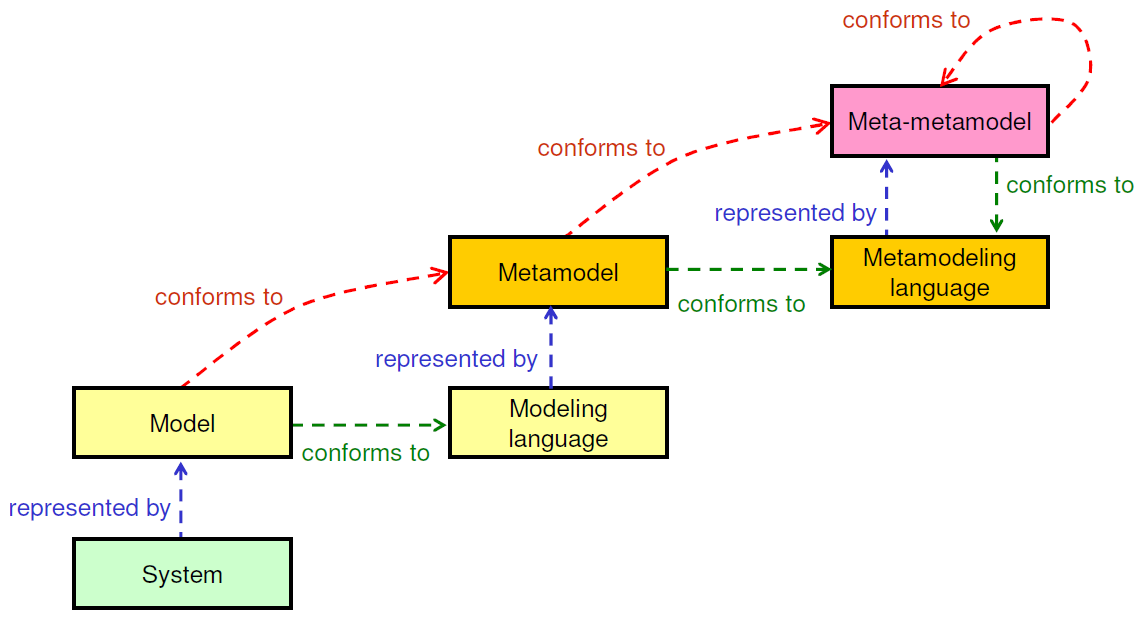 conforms to
Meta-metamodel
conforms to
conforms to
represented by
Metamodel
Metamodeling
language
conforms to
conforms to
represented by
Model
Modeling
language
conforms to
represented by
System